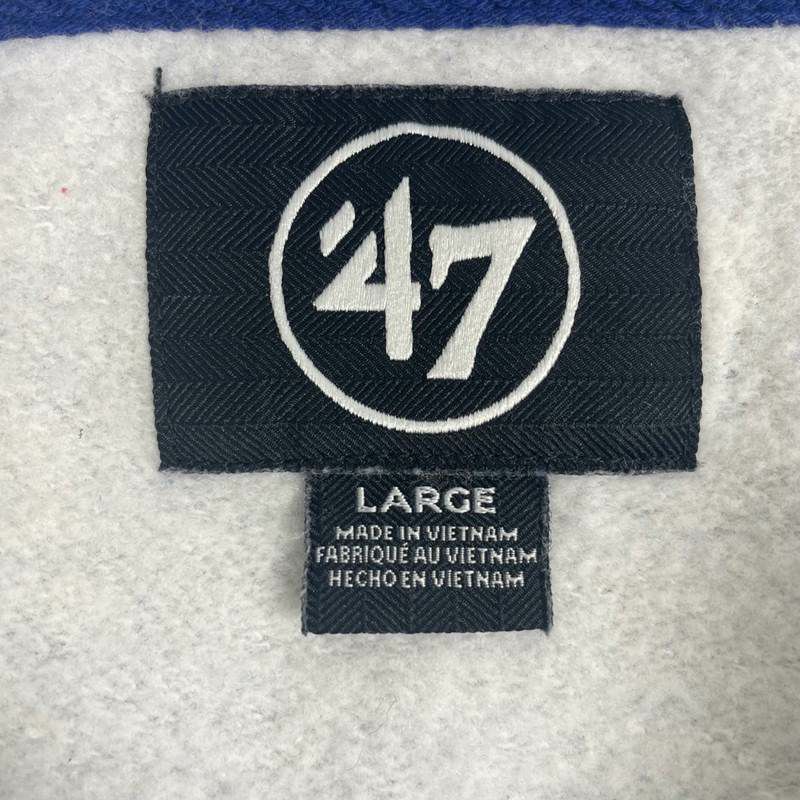 '47
LARGE
MADE IN VIETNAM
FABRIQUÉ AU VIETNAM
HECHO EN VIETNAM